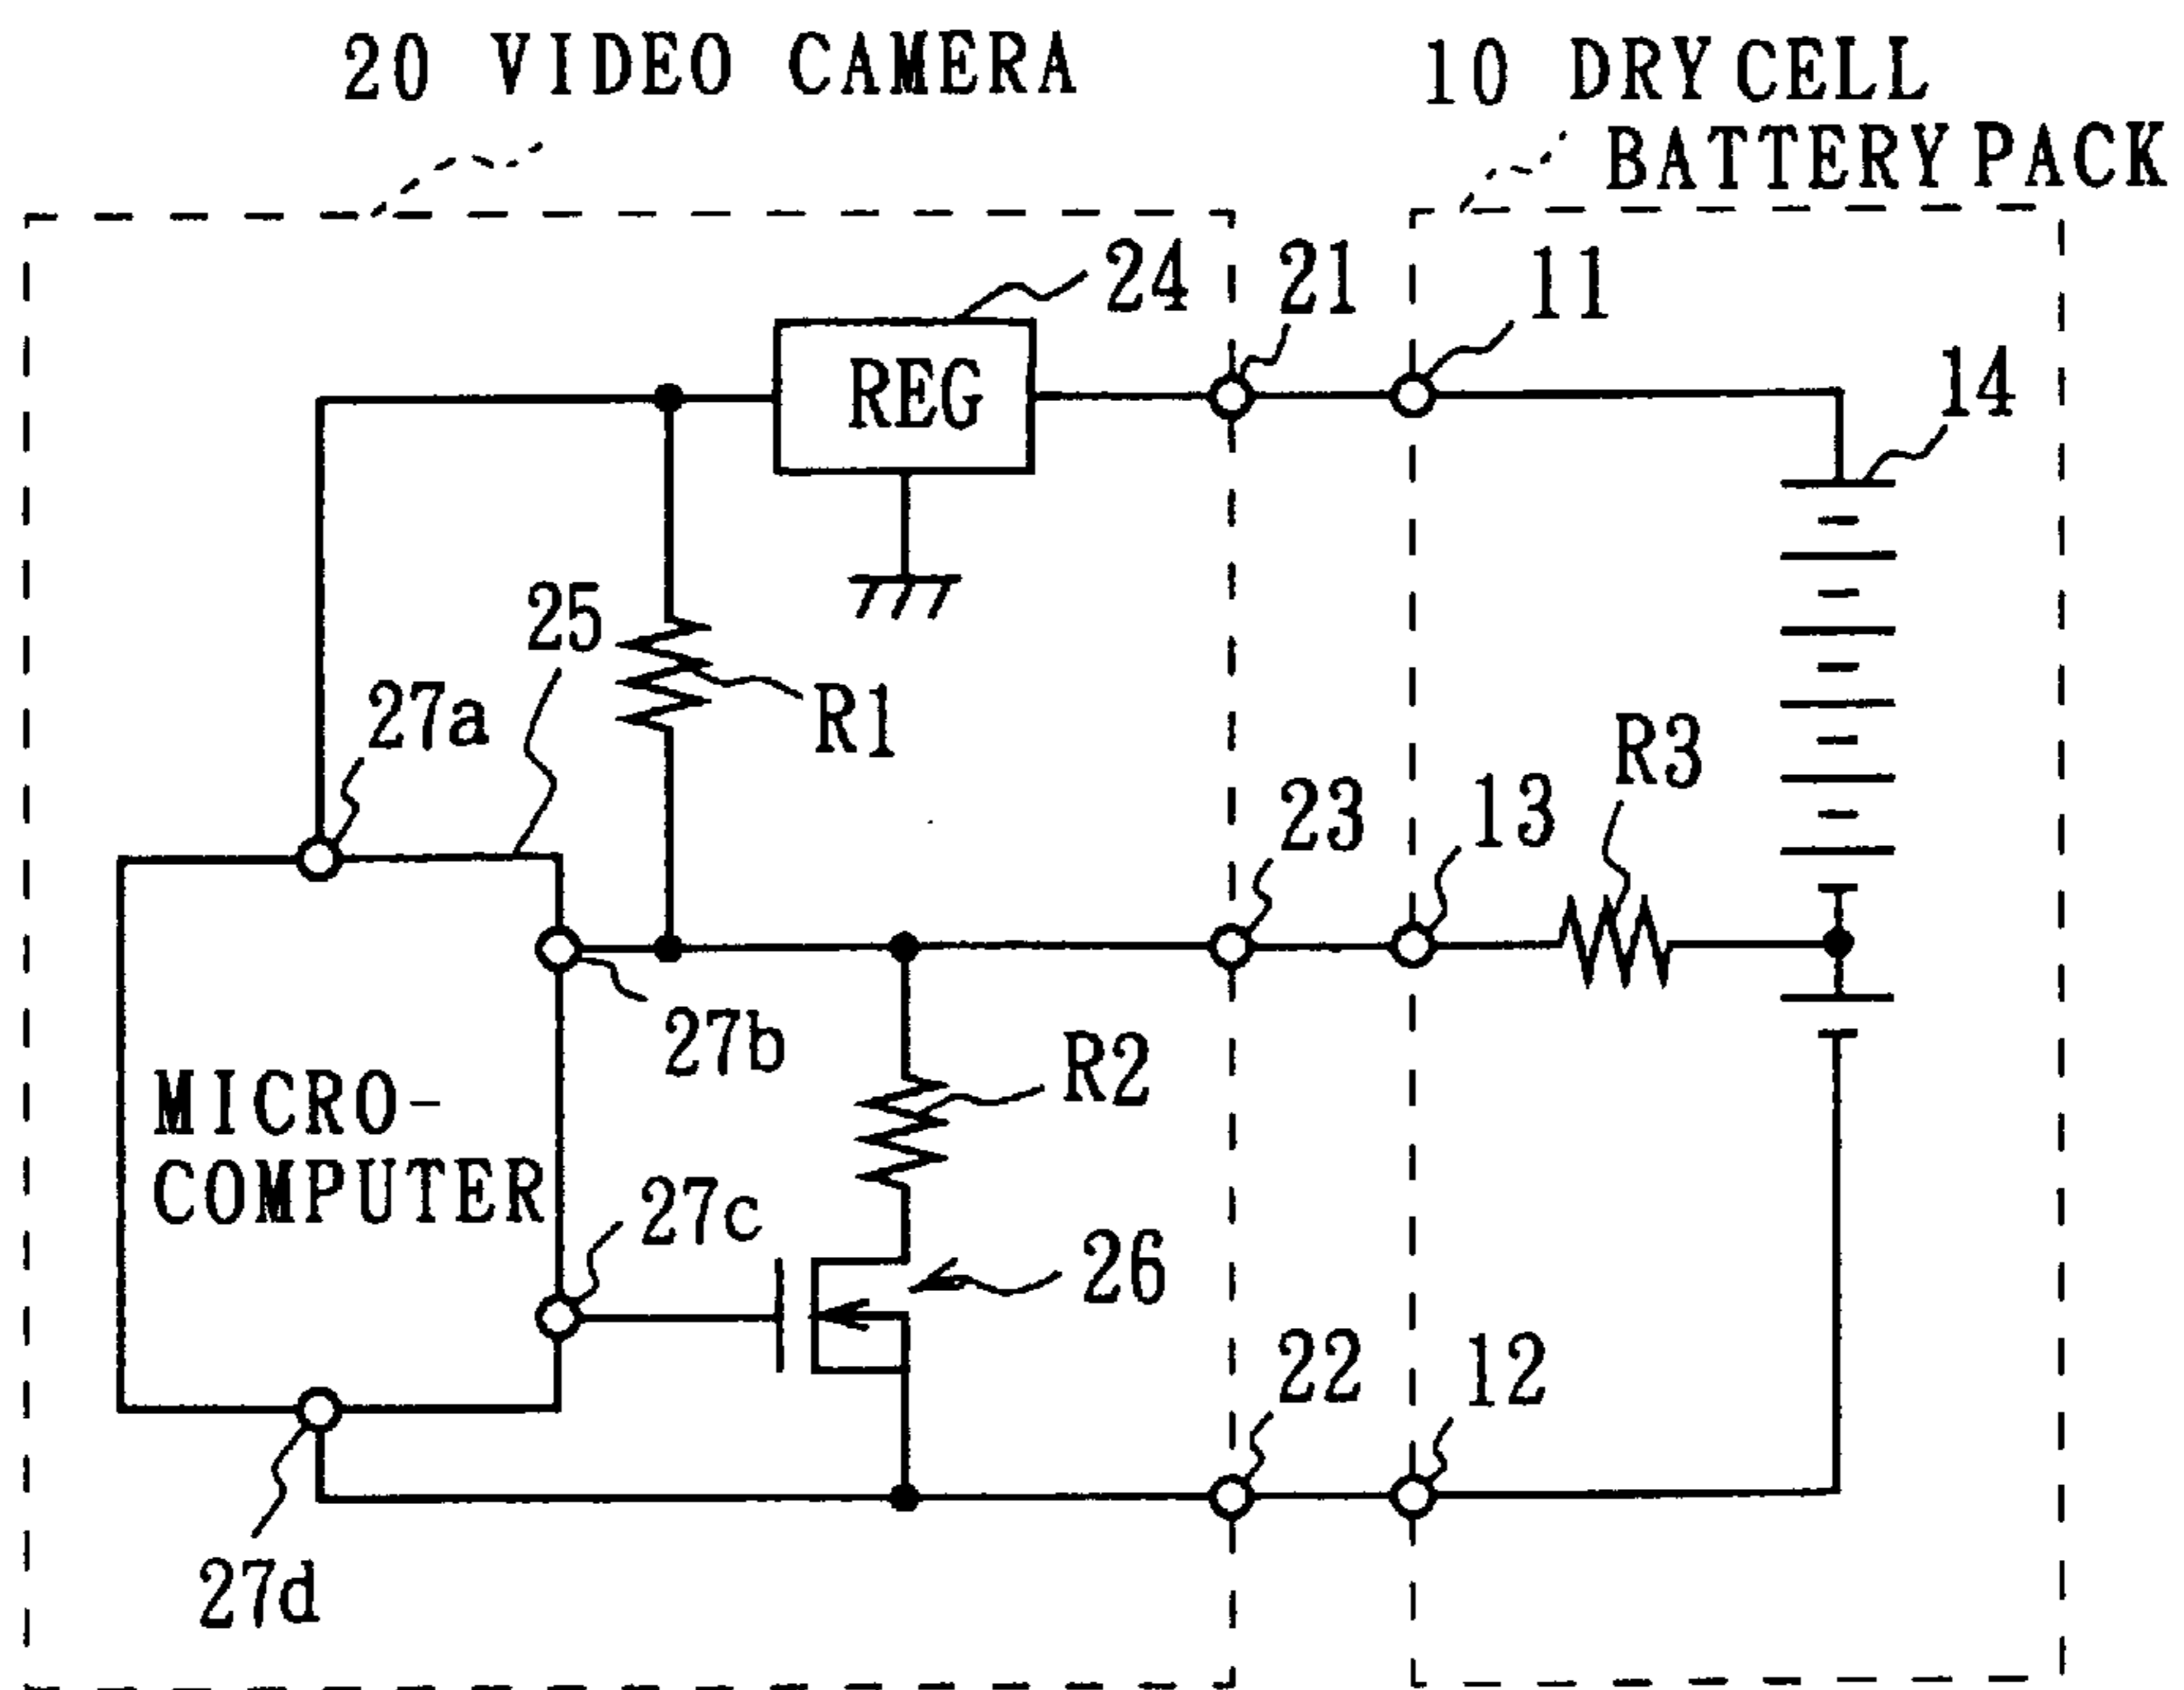 20 VIDEO CAMERA
10 DRY CELL
BATTERY PACK
24
21
11
REG
14
25
27a
R1
R3
23
13
27b
R2
MICRO-
COMPUTER
27c
26
22
12
27d